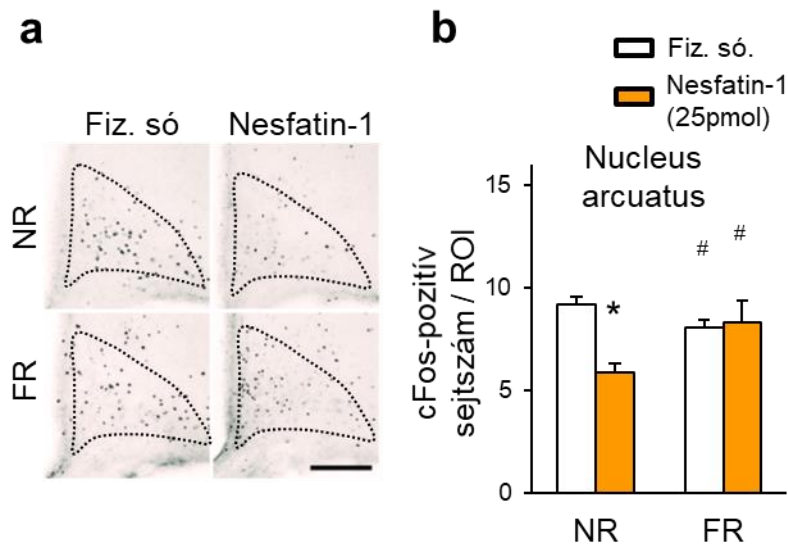 a
Fiz. só
Nesfatin-1
NR
FR
b
Fiz. só.
Nesfatin-1
(25pmol)
Nucleus
arcuatus
cFos-pozitív
sejtszám / ROI
15
10
5
0
*
#
#
NR
FR